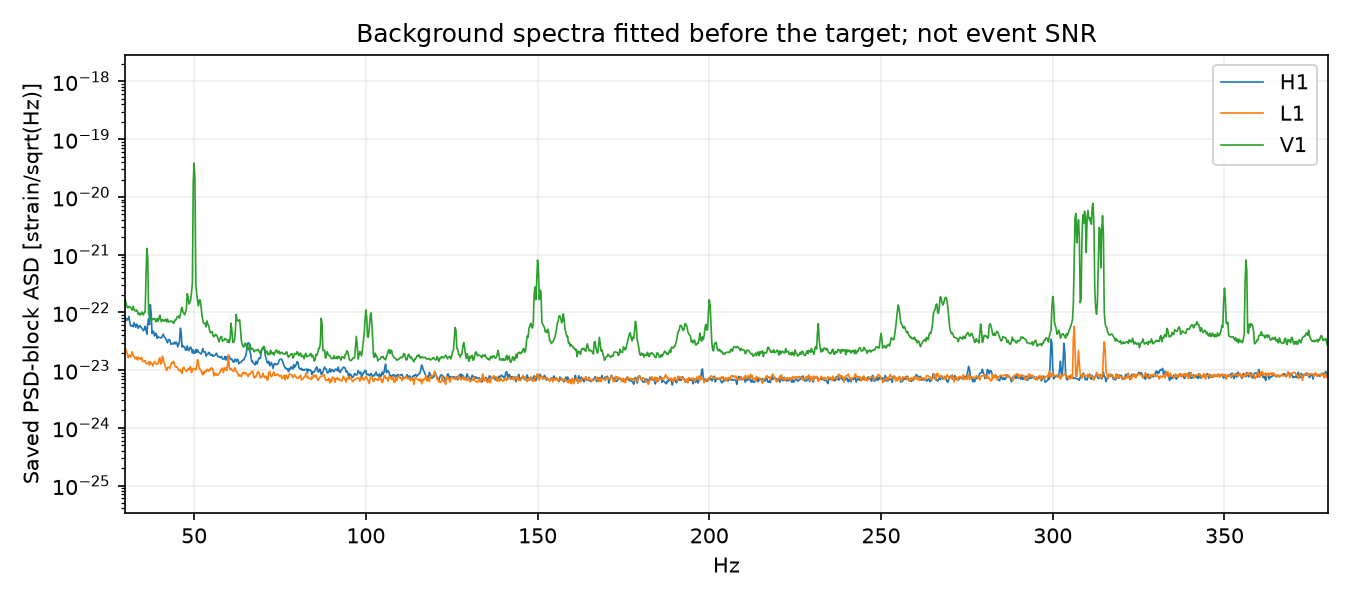 Background spectra fitted before the target; not event SNR
Saved PSD-block ASD [strain/sqrt(Hz)]
10⁻¹⁸
10⁻¹⁹
10⁻²⁰
10⁻²¹
10⁻²²
10⁻²³
10⁻²⁴
10⁻²⁵
H1
L1
V1
50 100 150 200 250 300 350
Hz